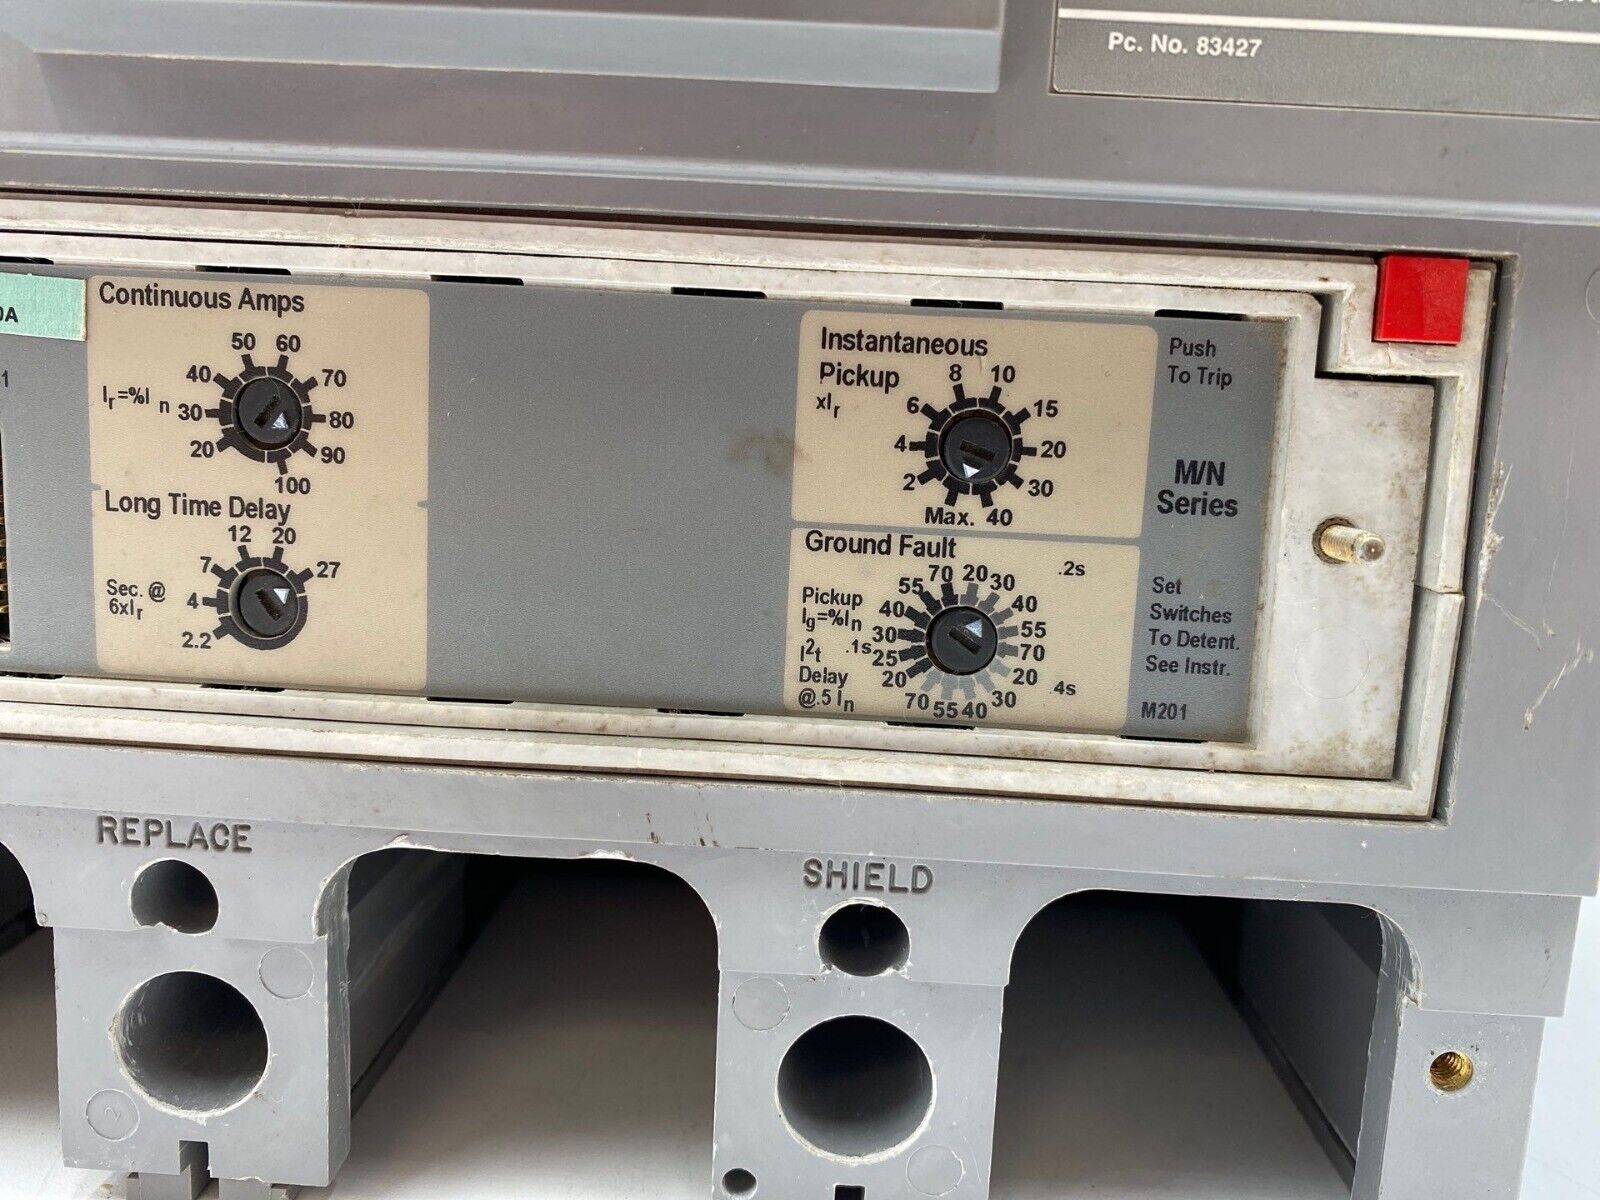 Pc. No. 83427
0A
1
Continuous Amps
50 60
40 70
Ir=%In 30 80
20 90
100
Long Time Delay
12 20
7 27
Sec. @
6xIr
4
2.2
Instantaneous
Pickup
xIr
8 10
6 15
4 20
2 30
Max. 40
Ground Fault
.2s
Pickup
Ig=%In
I²t .1s
Delay
@.5 In
70 20 30
55 40
40 55
30 70
25 20
20 30
70 55 40
.4s
Push
To Trip
M/N
Series
Set
Switches
To Detent.
See Instr.
M201
REPLACE
SHIELD
2